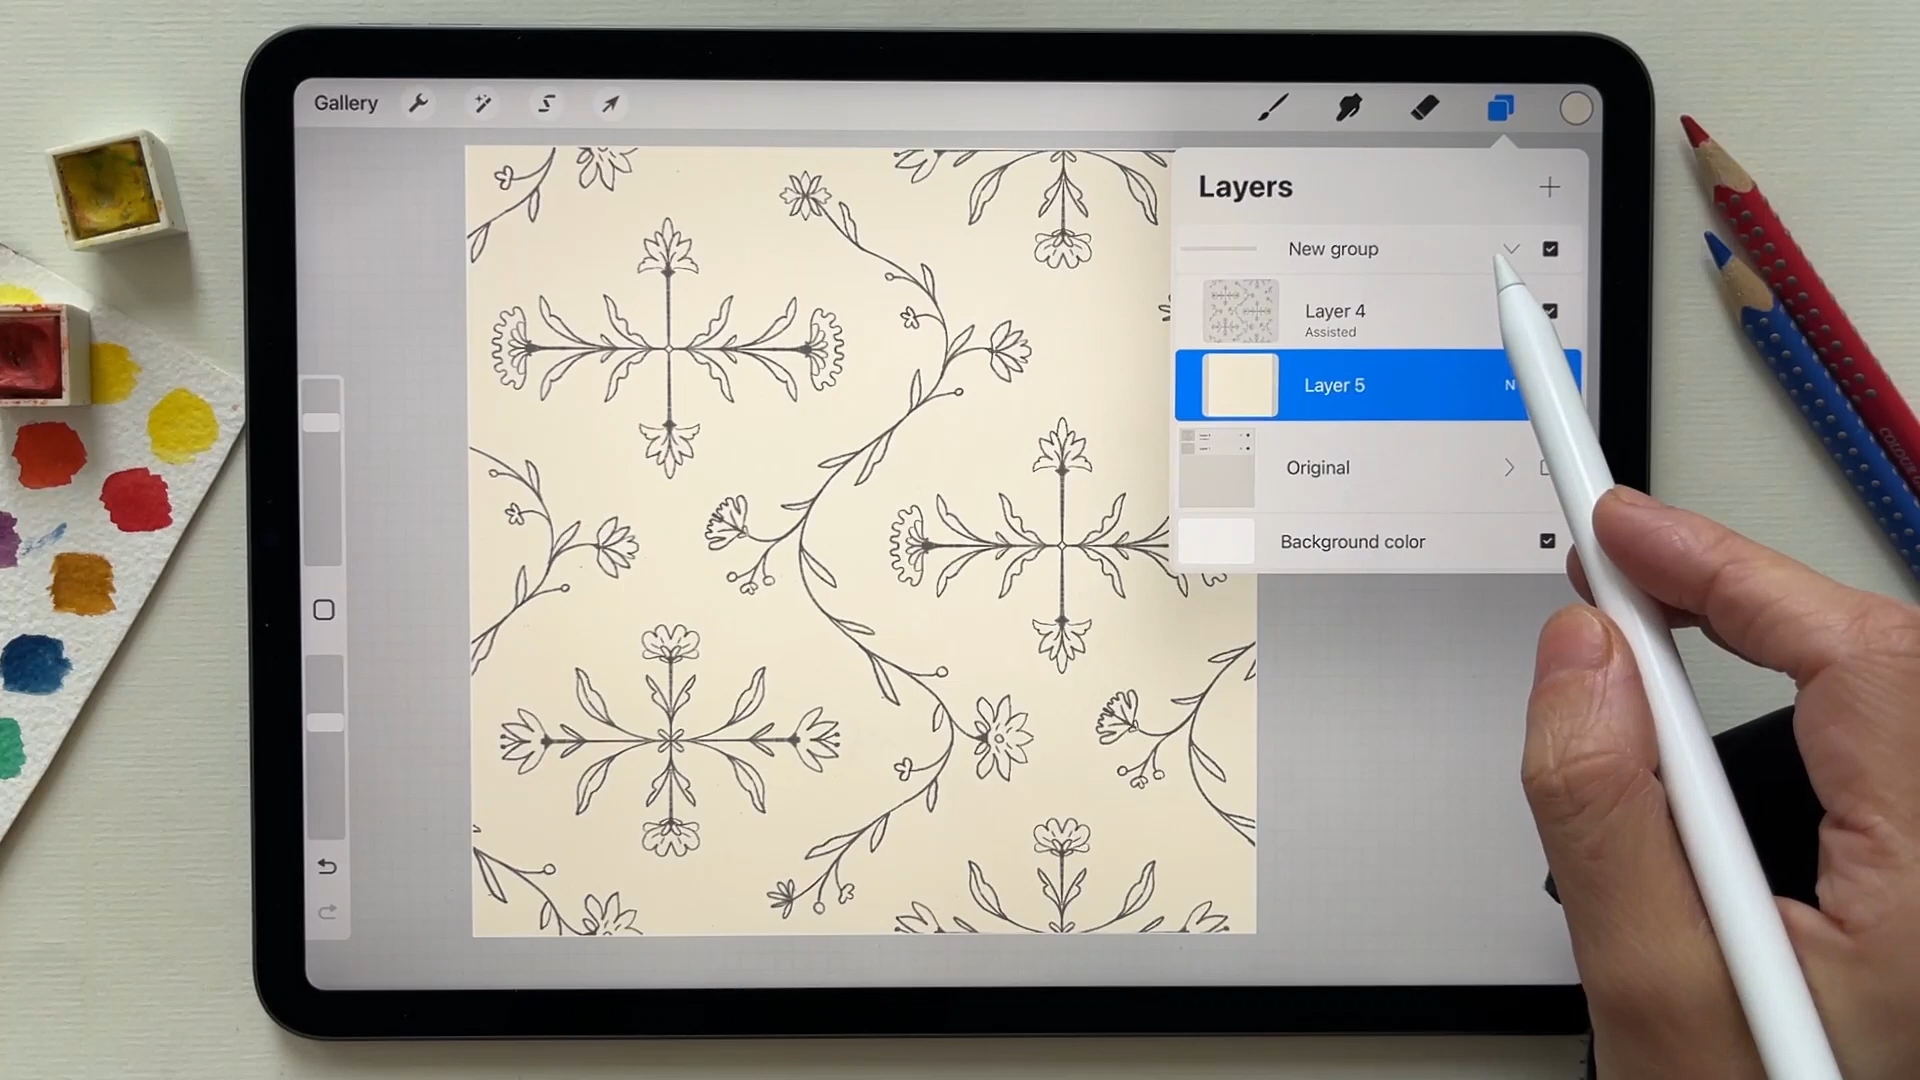 Gallery
Layers
New group
Layer 4
Assisted
Layer 5
N
Original
Background color